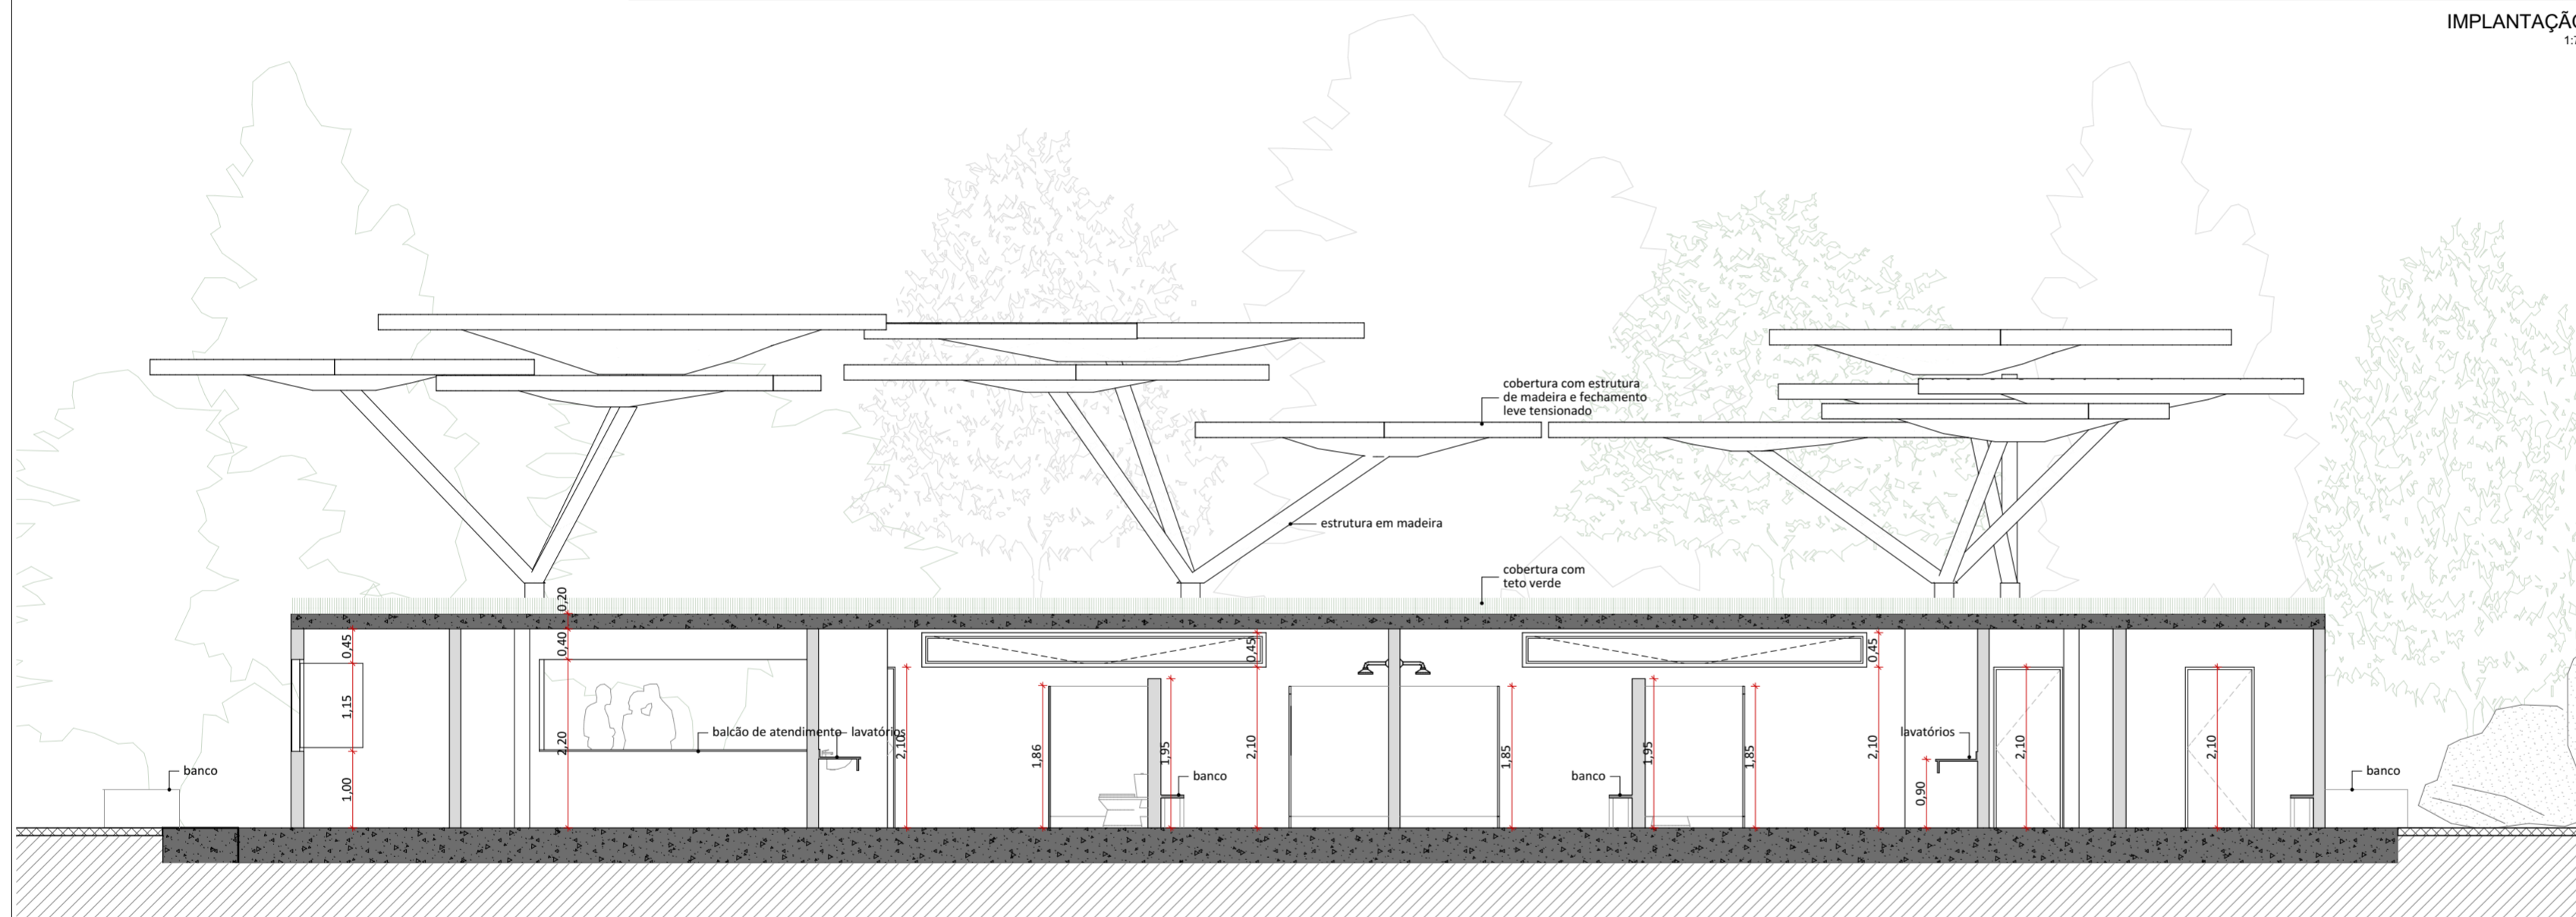 IMPLANTAÇÃO
cobertura com estrutura
de madeira e fechamento
leve tensionado
estrutura em madeira
cobertura com
teto verde
0,20
0,45
0,40
0,45
0,45
1,15
2,20
balcão de atendimento
lavatórios
2,10
1,86
1,95
2,10
1,85
1,95
1,85
2,10
lavatórios
2,10
2,10
banco
1,00
banco
banco
0,90
banco